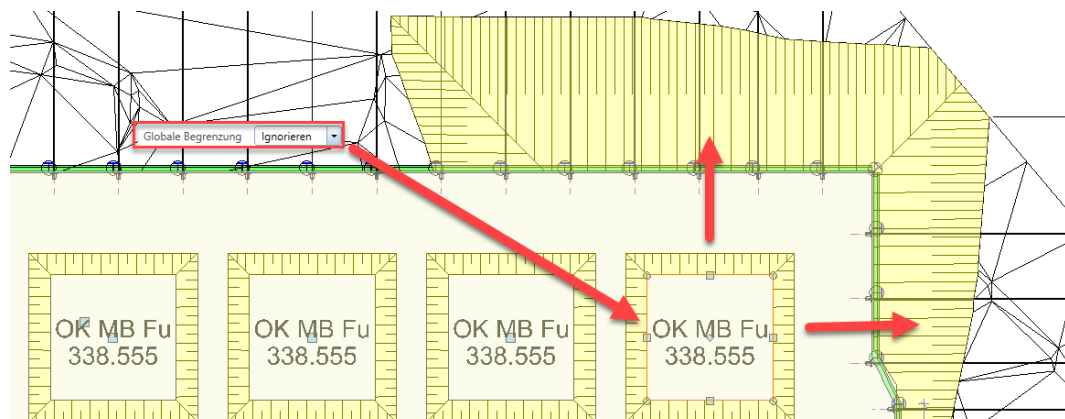 Globale Begrenzung Ignorieren
OK MB Fu OK MB Fu OK MB Fu OK MB Fu
338.555 338.555 338.555 338.555